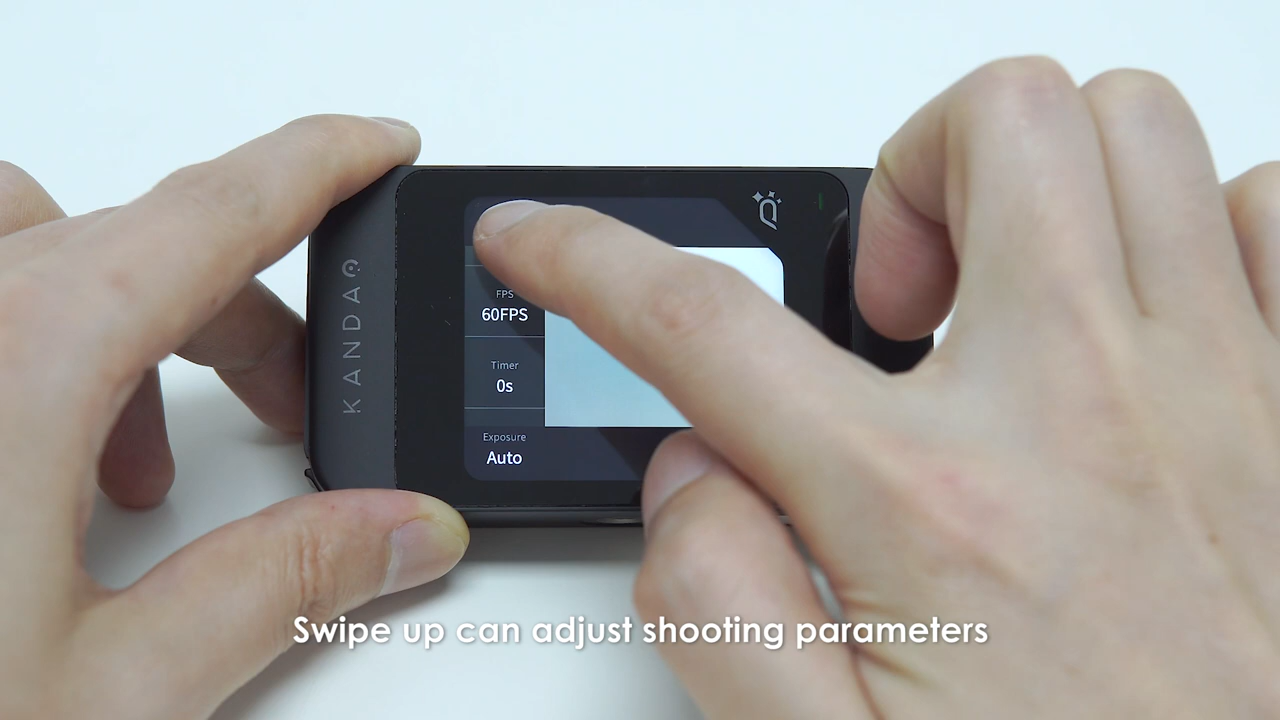 KANDAO
FPS
60FPS
Timer
0s
Exposure
Auto
Swipe up can adjust shooting parameters